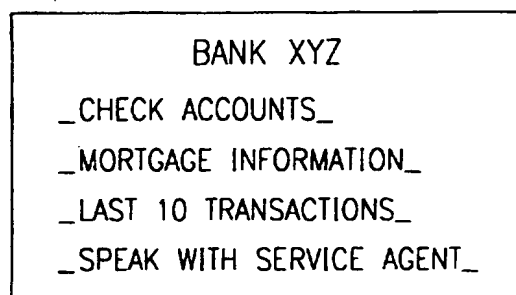 BANK XYZ
_CHECK ACCOUNTS_
_MORTGAGE INFORMATION_
_LAST 10 TRANSACTIONS_
_SPEAK WITH SERVICE AGENT_